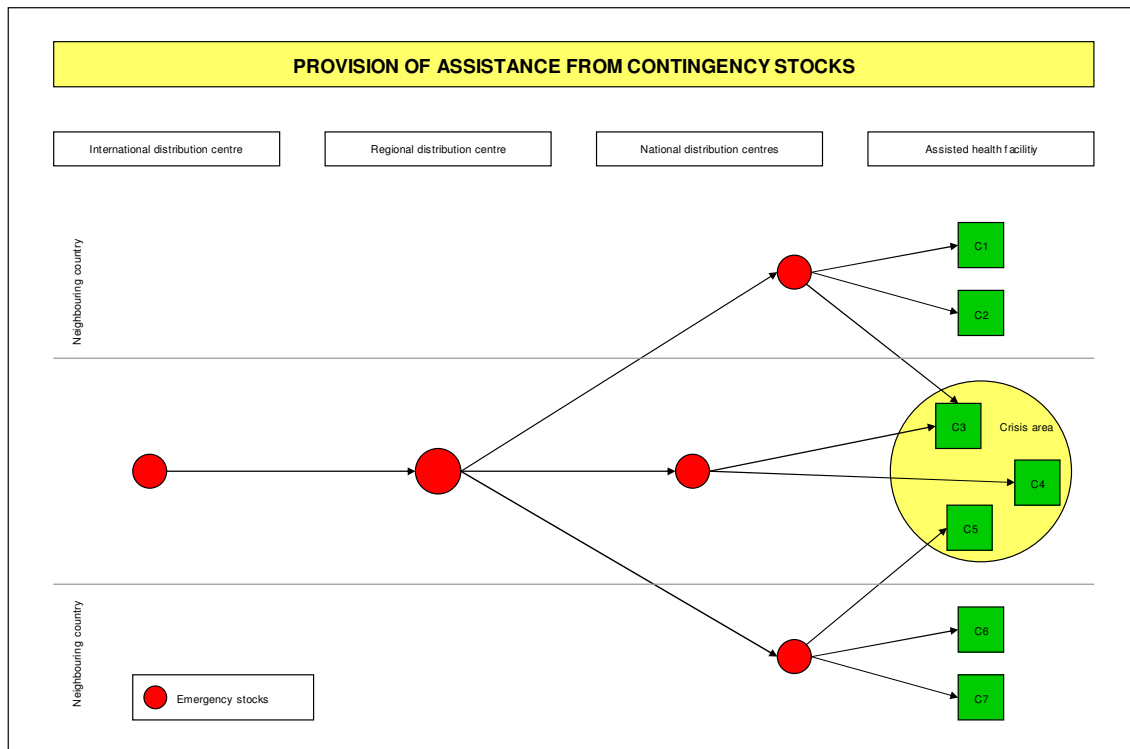 PROVISION OF ASSISTANCE FROM CONTINGENCY STOCKS
International distribution centre
Regional distribution centre
National distribution centres
Assisted health facilitiy
Neighbouring country
C1
C2
C3
Crisis area
C4
C5
Neighbouring country
C6
C7
Emergency stocks